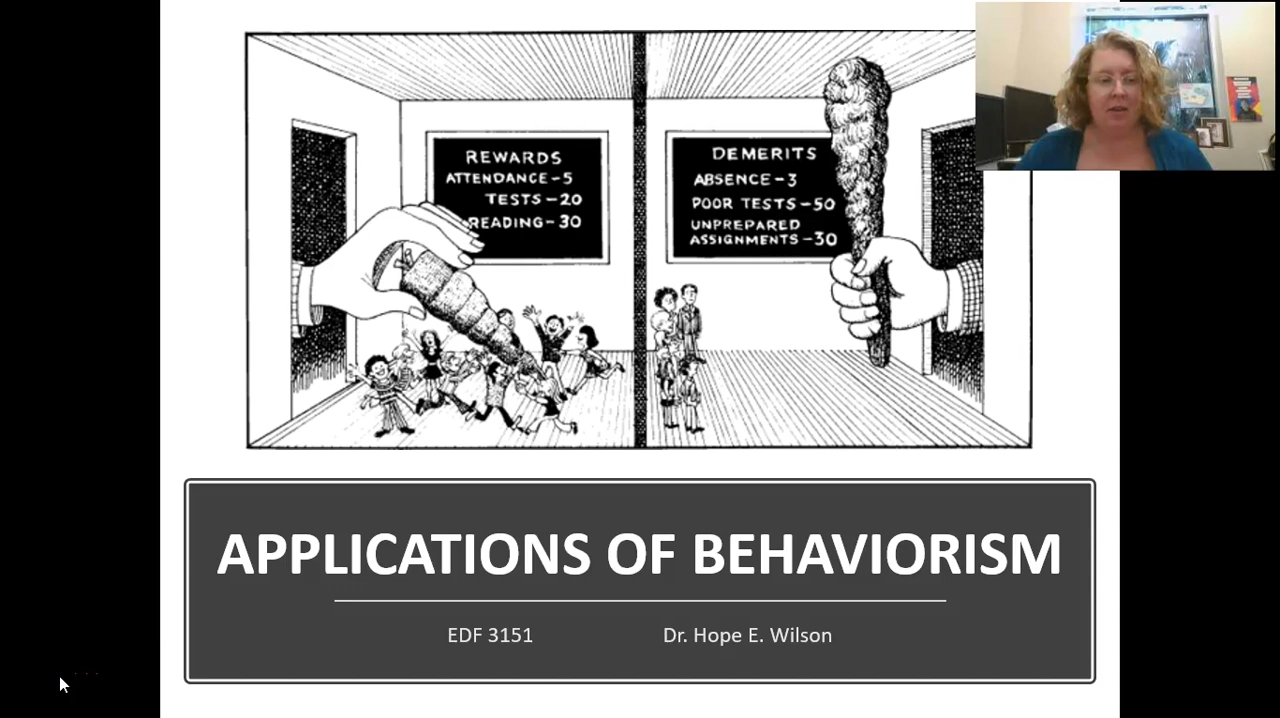 REWARDS
ATTENDANCE-5
TESTS-20
READING-30
DEMERITS
ABSENCE-3
POOR TESTS-50
UNPREPARED
ASSIGNMENTS-30
APPLICATIONS OF BEHAVIORISM
EDF 3151 Dr. Hope E. Wilson